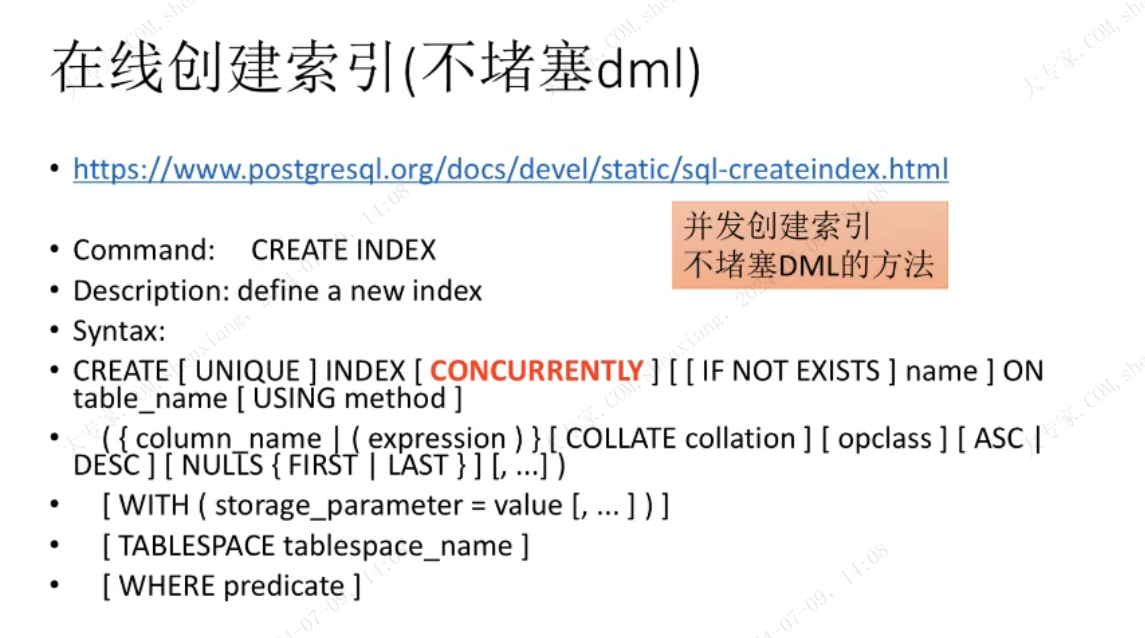 在线创建索引(不堵塞dml)
• https://www.postgresql.org/docs/devel/static/sql-createindex.html
并发创建索引
不堵塞DML的方法
• Command: CREATE INDEX
• Description: define a new index
• Syntax:
• CREATE [ UNIQUE ] INDEX [ CONCURRENTLY ] [ [ IF NOT EXISTS ] name ] ON
table_name [ USING method ]
• ( { column_name | ( expression ) } [ COLLATE collation ] [ opclass ] [ ASC |
DESC ] [ NULLS { FIRST | LAST } ] [, ...] )
• [ WITH ( storage_parameter = value [, ... ] ) ]
• [ TABLESPACE tablespace_name ]
• [ WHERE predicate ]